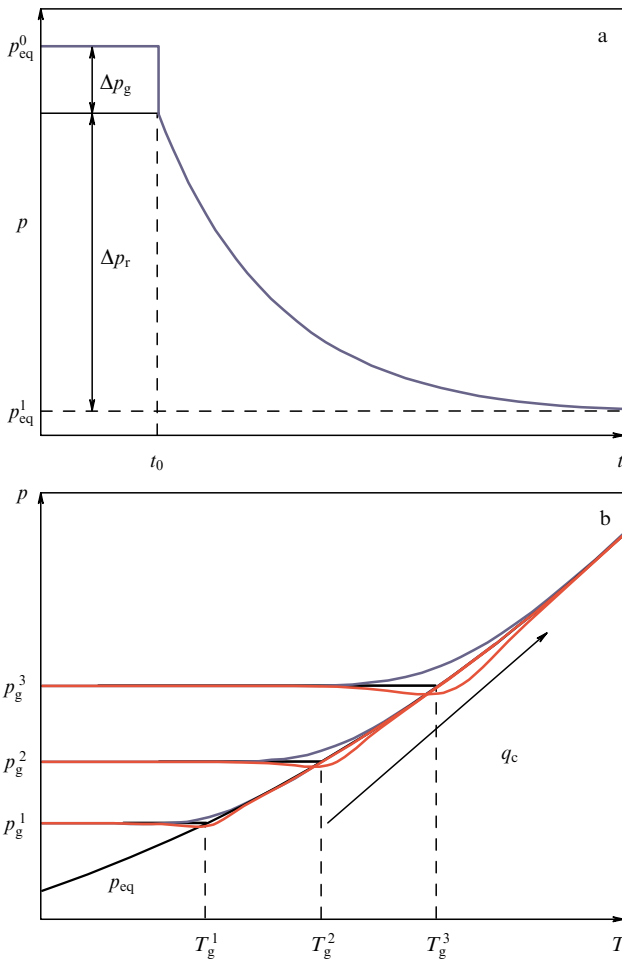 a
p_eq^0
Δp_g
p
Δp_r
p_eq^1
t_0 t
p b
p_g^3
q_c
p_g^2
p_g^1
p_eq
T_g^1 T_g^2 T_g^3 T